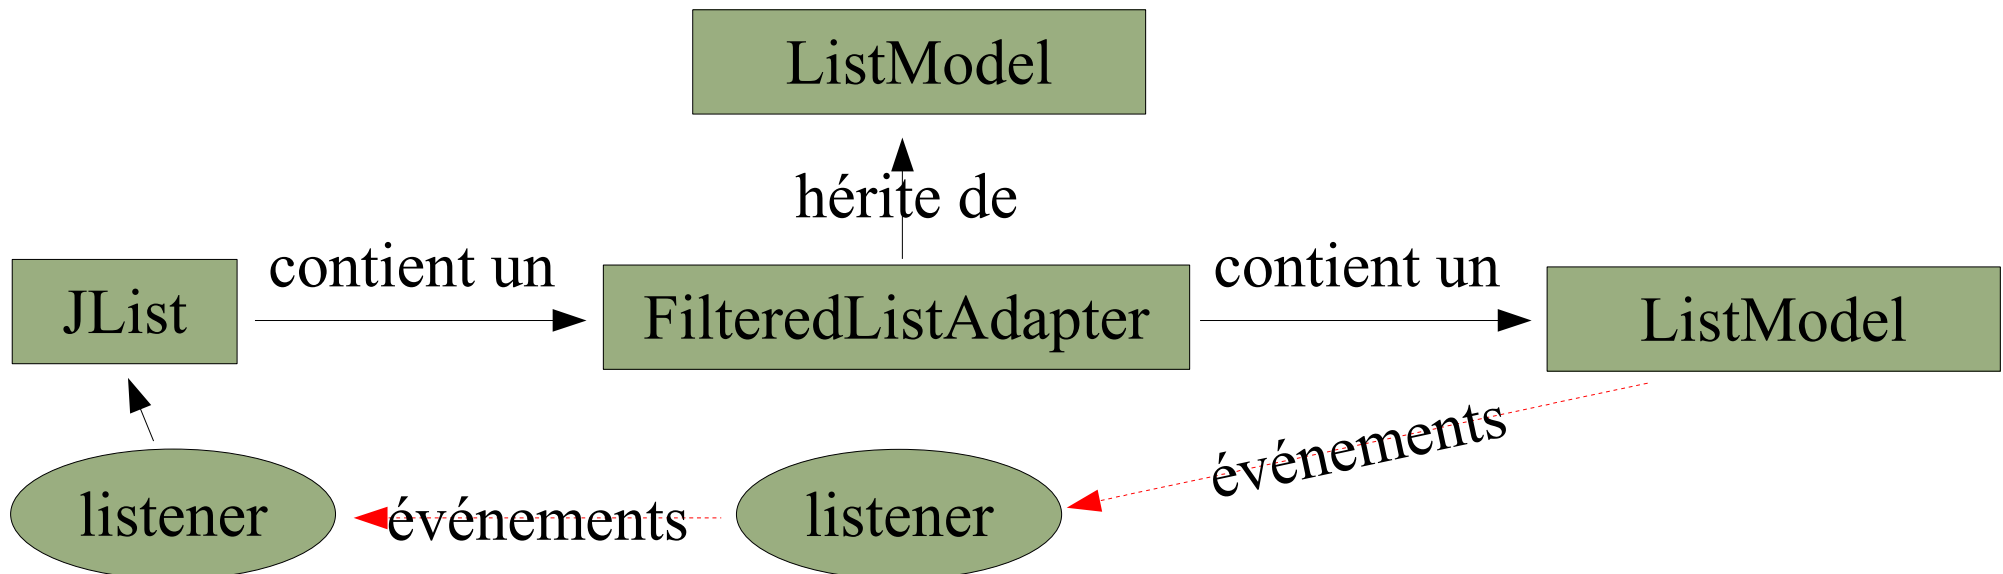 ListModel
hérite de
contient un
contient un
JList
FilteredListAdapter
ListModel
événements
listener
événements
listener